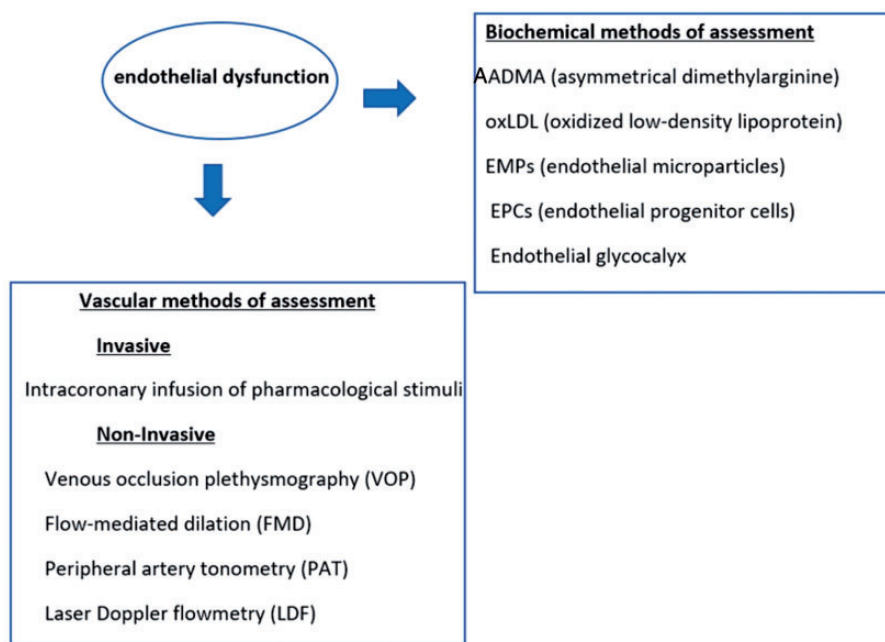 endothelial dysfunction
Biochemical methods of assessment
AADMA (asymmetrical dimethylarginine)
oxLDL (oxidized low-density lipoprotein)
EMPs (endothelial microparticles)
EPCs (endothelial progenitor cells)
Endothelial glycocalyx
Vascular methods of assessment
Invasive
Intracoronary infusion of pharmacological stimuli
Non-Invasive
Venous occlusion plethysmography (VOP)
Flow-mediated dilation (FMD)
Peripheral artery tonometry (PAT)
Laser Doppler flowmetry (LDF)